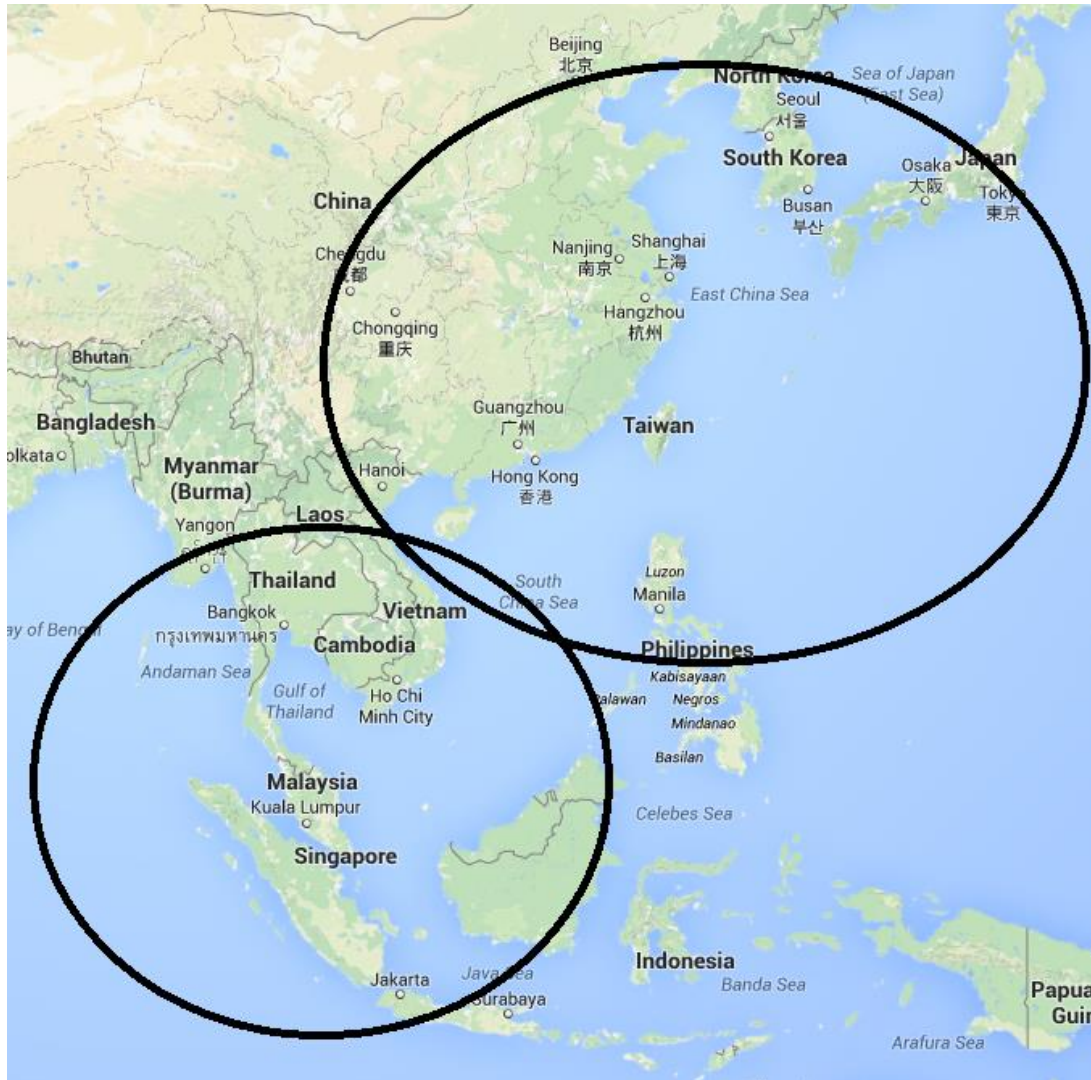 Beijing
北京
North Korea
Sea of Japan
(East Sea)
Seoul
서울
South Korea
Osaka
大阪
Japan
Tokyo
東京
Busan
부산
China
Chengdu
Nanjing
南京
Shanghai
上海
East China Sea
Hangzhou
杭州
Chongqing
重庆
Bhutan
Bangladesh
olkata
Guangzhou
广州
Taiwan
Hong Kong
香港
Hanoi
Myanmar
(Burma)
Laos
Yangon
Thailand
South
China Sea
Luzon
Manila
Vietnam
Bangkok
กรุงเทพมหานคร
ay of Bengal
Cambodia
Philippines
Andaman Sea
Gulf of
Thailand
Ho Chi
Minh City
Kabisayaan
Palawan
Negros
Mindanao
Basilan
Malaysia
Kuala Lumpur
Celebes Sea
Singapore
Jakarta
Java Sea
Surabaya
Indonesia
Banda Sea
Papua
Guin
Arafura Sea